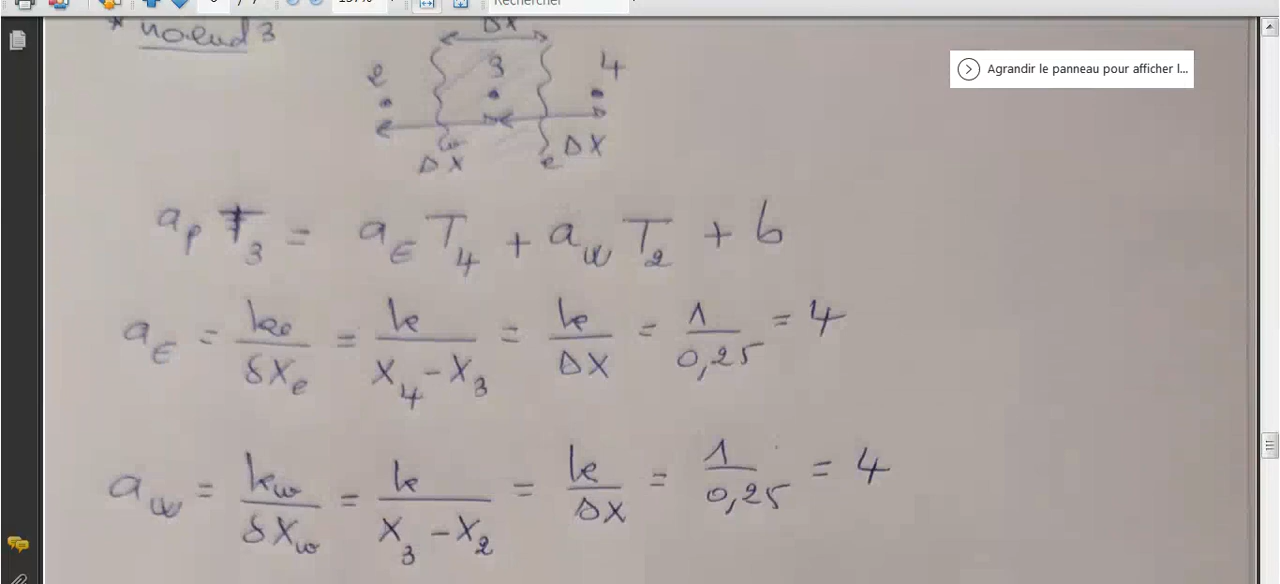 Rechercher
* noeud 3
ΔX
2 3 4
w e
ΔX ΔX
Agrandir le panneau pour afficher l...
a_P T_3 = a_E T_4 + a_W T_2 + b
a_E = k_e / δX_e = k / (X_4 - X_3) = k / ΔX = 1 / 0,25 = 4
a_W = k_w / δX_w = k / (X_3 - X_2) = k / ΔX = 1 / 0,25 = 4